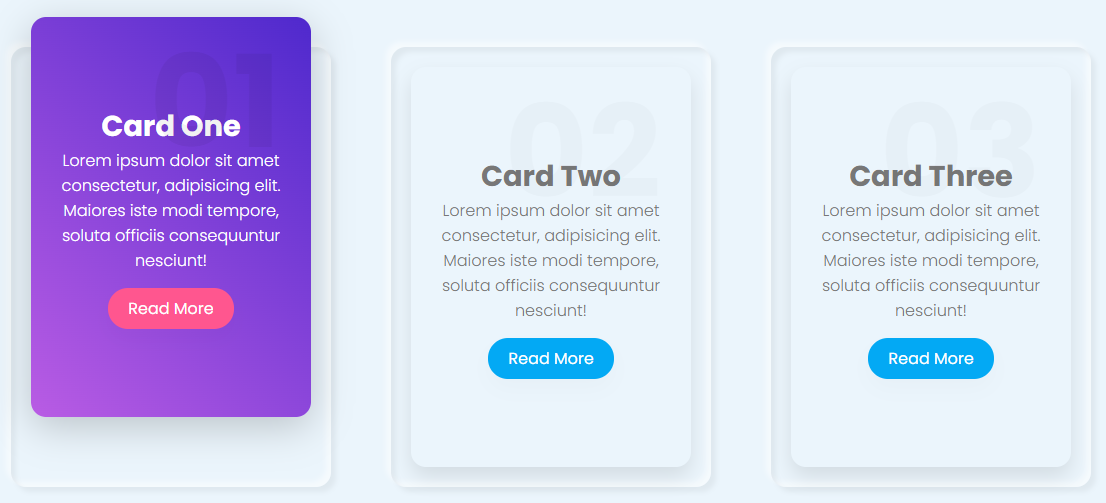 01
Card One
Lorem ipsum dolor sit amet
consectetur, adipisicing elit.
Maiores iste modi tempore,
soluta officiis consequuntur
nesciunt!
Read More
02
Card Two
Lorem ipsum dolor sit amet
consectetur, adipisicing elit.
Maiores iste modi tempore,
soluta officiis consequuntur
nesciunt!
Read More
03
Card Three
Lorem ipsum dolor sit amet
consectetur, adipisicing elit.
Maiores iste modi tempore,
soluta officiis consequuntur
nesciunt!
Read More